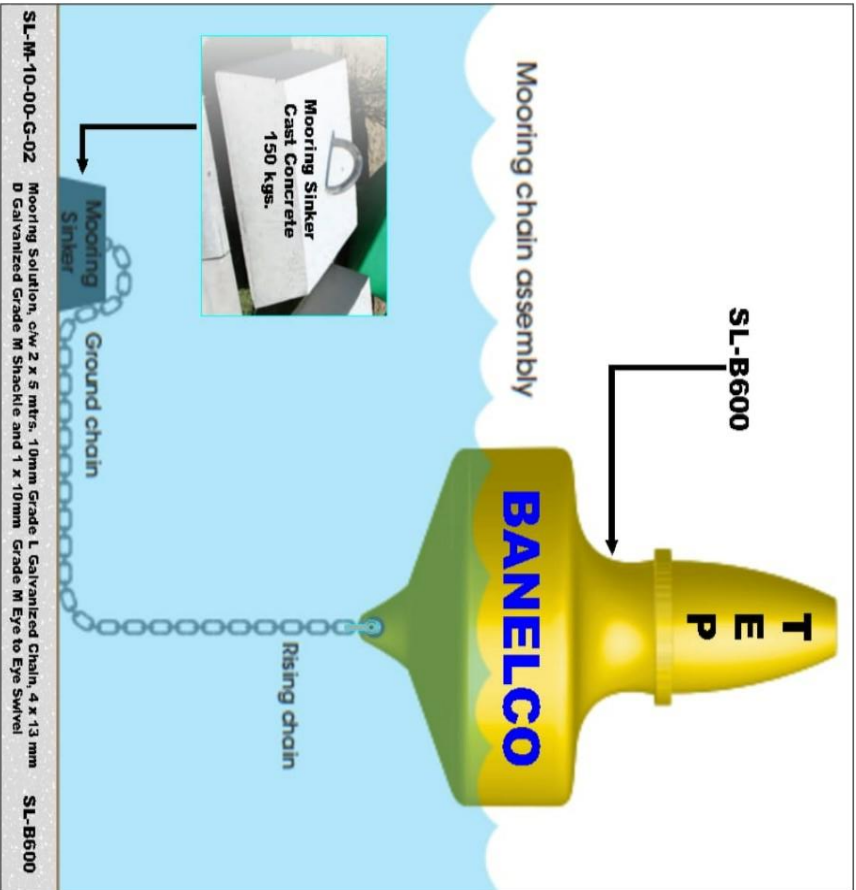 SL-B600
T
E
P
Mooring chain assembly
BANELCO
Mooring Sinker
Cast Concrete
150 kgs.
Rising chain
Mooring
Sinker
Ground chain
SL-M-10-00-G-02
Mooring Solution, c/w 2 x 5 mtrs. 10mm Grade L Galvanized Chain, 4 x 13 mm
D Galvanized Grade M Shackle and 1 x 10mm Grade M Eye to Eye Swivel
SL-B600